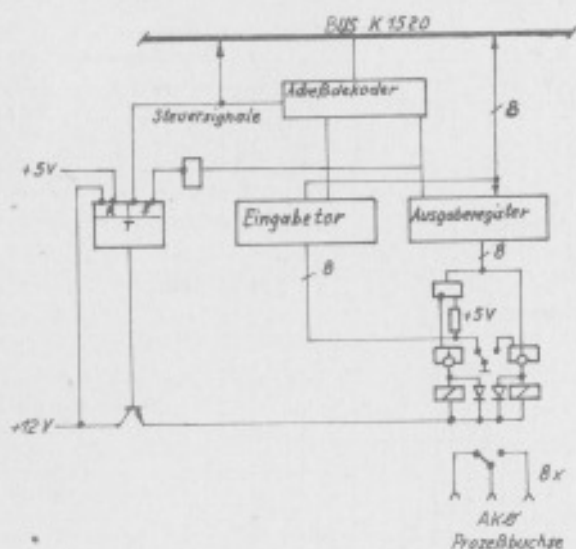 BUS K 1520
Adreßdekoder
Steuersignale
8
+5V
R
T
Eingabetor
Ausgaberegister
8
8
+5V
+12V
8x
AKB
Prozeßbuchse